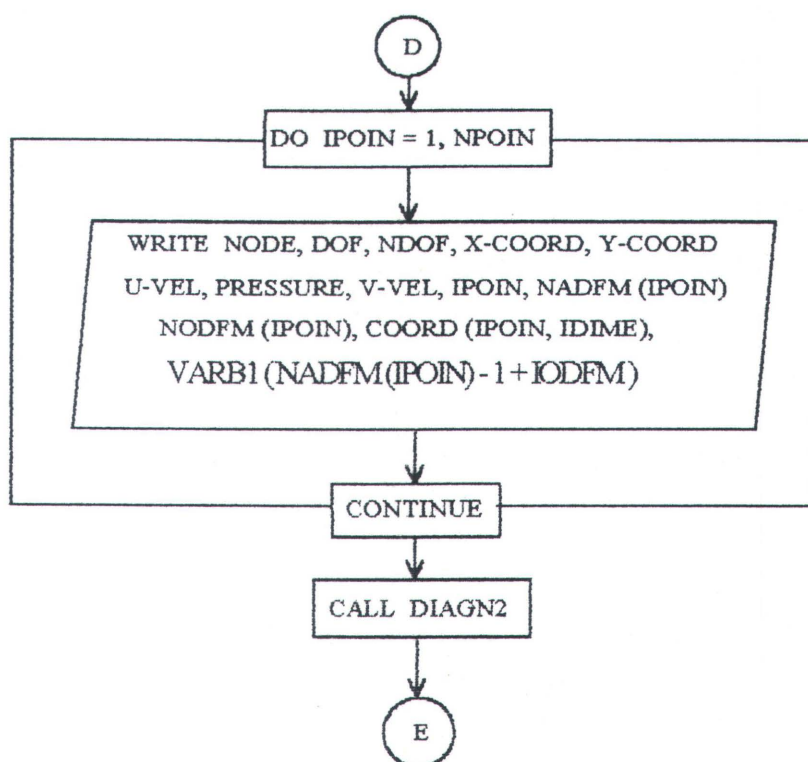 D
DO IPOIN = 1, NPOIN
WRITE NODE, DOF, NDOF, X-COORD, Y-COORD
U-VEL, PRESSURE, V-VEL, IPOIN, NADFM (IPOIN)
NODFM (IPOIN), COORD (IPOIN, IDIME),
VARB1(NADFM(IPOIN) - 1 + IODFM)
CONTINUE
CALL DIAGN2
E